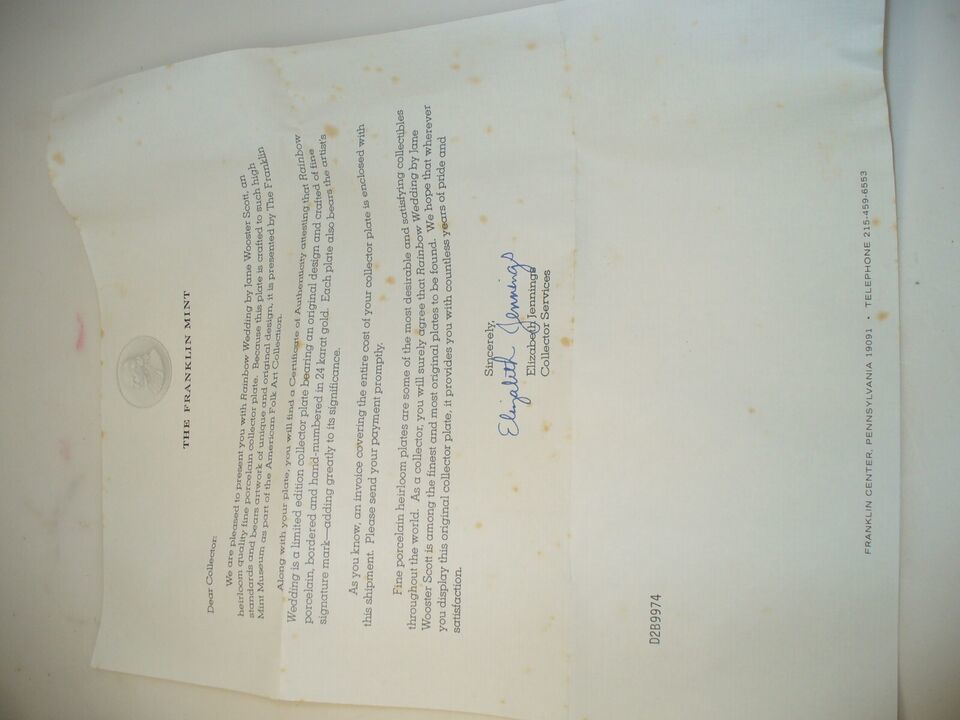 THE FRANKLIN MINT
Dear Collector:
We are pleased to present you with Rainbow Wedding by Jane Wooster Scott, an
heirloom quality fine porcelain collector plate. Because this plate is crafted to such high
standards and bears artwork of unique and original design, it is presented by The Franklin
Mint Museum as part of the American Folk Art Collection.
Along with your plate, you will find a Certificate of Authenticity attesting that Rainbow
Wedding is a limited edition collector plate bearing an original design and crafted of fine
porcelain, bordered and hand-numbered in 24 karat gold. Each plate also bears the artist's
signature mark—adding greatly to its significance.
As you know, an invoice covering the entire cost of your collector plate is enclosed with
this shipment. Please send your payment promptly.
Fine porcelain heirloom plates are some of the most desirable and satisfying collectibles
throughout the world. As a collector, you will surely agree that Rainbow Wedding by Jane
Wooster Scott is among the finest and most original plates to be found. We hope that wherever
you display this original collector plate, it provides you with countless years of pride and
satisfaction.
Sincerely,
Elizabeth Jennings
Elizabeth Jennings
Collector Services
D2B9974
FRANKLIN CENTER, PENNSYLVANIA 19091 • TELEPHONE 215-459-6553